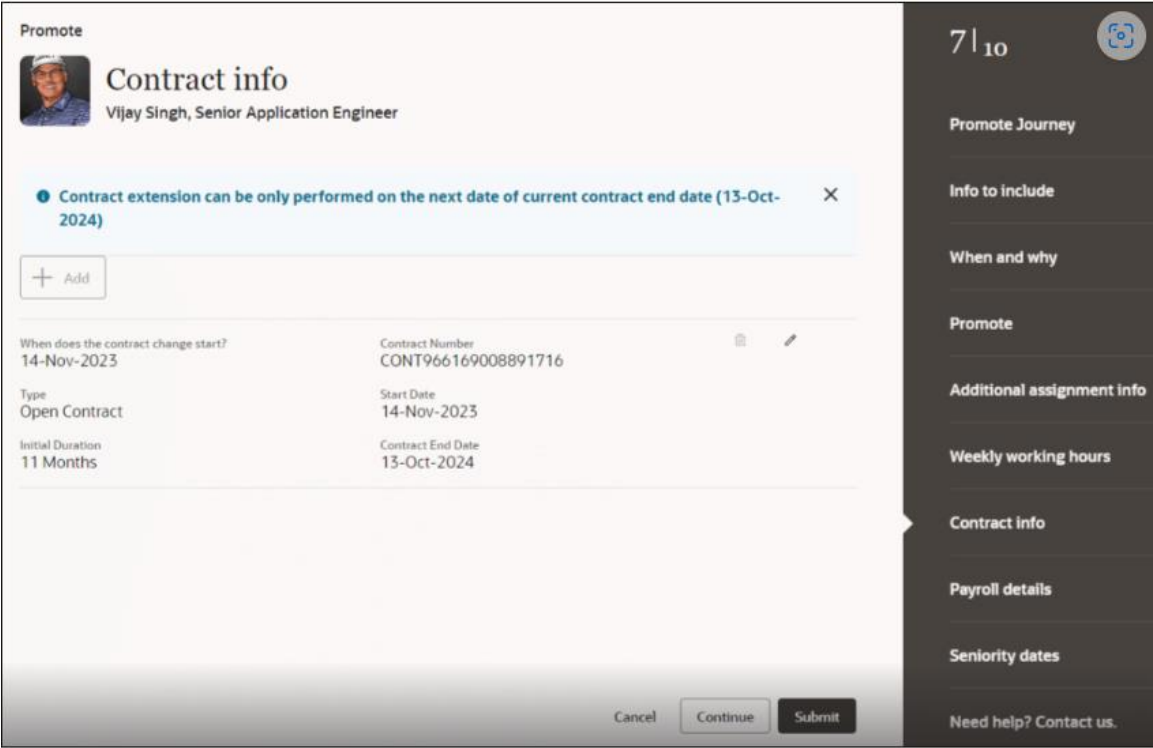 Promote
Contract info
Vijay Singh, Senior Application Engineer
Contract extension can be only performed on the next date of current contract end date (13-Oct-
2024)
Add
When does the contract change start?
14-Nov-2023
Contract Number
CONT966169008891716
Type
Open Contract
Start Date
14-Nov-2023
Initial Duration
11 Months
Contract End Date
13-Oct-2024
Cancel
Continue
Submit
7|10
Promote Journey
Info to include
When and why
Promote
Additional assignment info
Weekly working hours
Contract info
Payroll details
Seniority dates
Need help? Contact us.